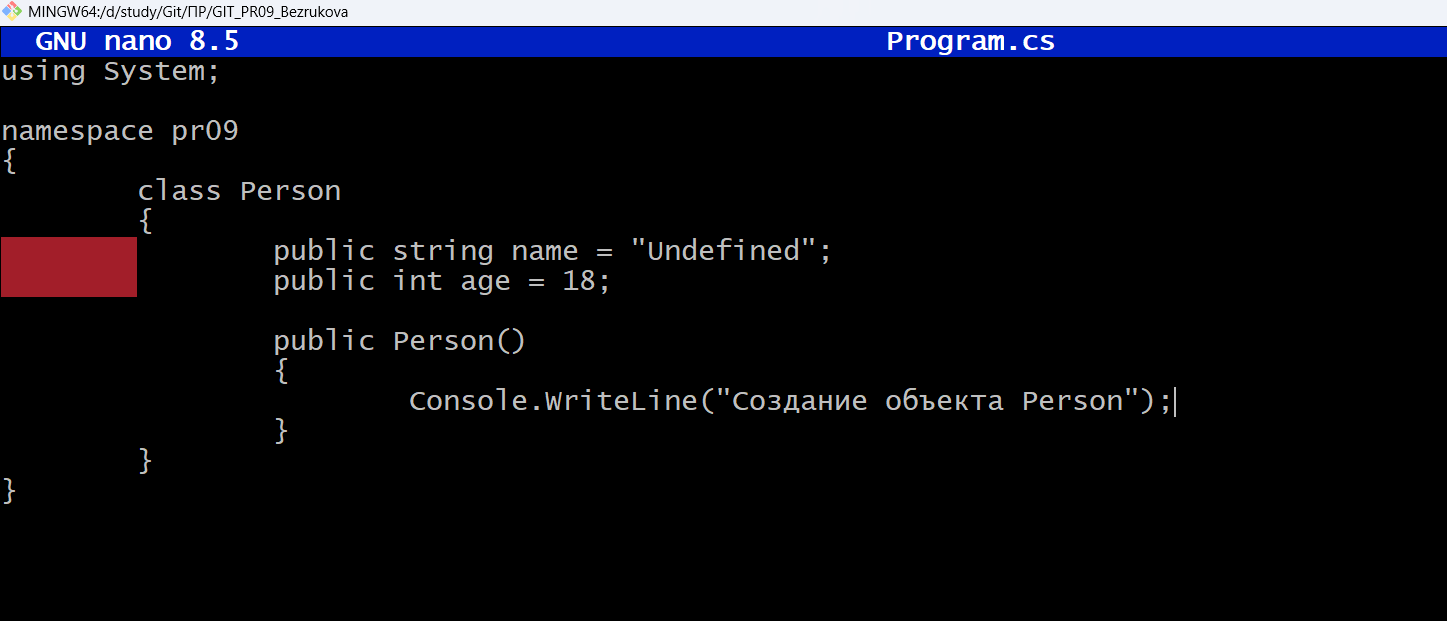 MINGW64:/d/study/Git/ПР/GIT_PR09_Bezrukova
GNU nano 8.5 Program.cs
using System;
namespace pr09
{
class Person
{
public string name = "Undefined";
public int age = 18;
public Person()
{
Console.WriteLine("Создание объекта Person");
}
}
}